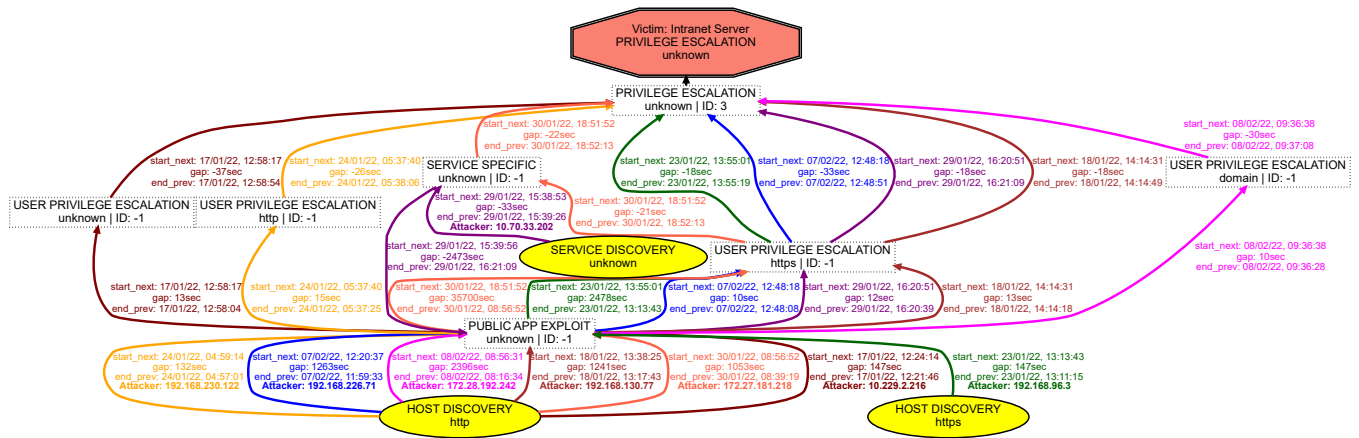 Victim: Intranet Server
PRIVILEGE ESCALATION
unknown
PRIVILEGE ESCALATION
unknown | ID: 3
start_next: 30/01/22, 18:51:52
gap: -22sec
end_prev: 30/01/22, 18:52:13
start_next: 08/02/22, 09:36:38
gap: -30sec
end_prev: 08/02/22, 09:37:08
start_next: 17/01/22, 12:58:17
gap: -37sec
end_prev: 17/01/22, 12:58:54
start_next: 24/01/22, 05:37:40
gap: -26sec
end_prev: 24/01/22, 05:38:06
SERVICE SPECIFIC
unknown | ID: -1
start_next: 23/01/22, 13:55:01
gap: -18sec
end_prev: 23/01/22, 13:55:19
start_next: 07/02/22, 12:48:18
gap: -33sec
end_prev: 07/02/22, 12:48:51
start_next: 29/01/22, 16:20:51
gap: -18sec
end_prev: 29/01/22, 16:21:09
start_next: 18/01/22, 14:14:31
gap: -18sec
end_prev: 18/01/22, 14:14:49
USER PRIVILEGE ESCALATION
domain | ID: -1
USER PRIVILEGE ESCALATION
unknown | ID: -1
USER PRIVILEGE ESCALATION
http | ID: -1
start_next: 29/01/22, 15:38:53
gap: -33sec
end_prev: 29/01/22, 15:39:26
Attacker: 10.70.33.202
start_next: 30/01/22, 18:51:52
gap: -21sec
end_prev: 30/01/22, 18:52:13
start_next: 29/01/22, 15:39:56
gap: -2473sec
end_prev: 29/01/22, 16:21:09
SERVICE DISCOVERY
unknown
USER PRIVILEGE ESCALATION
https | ID: -1
start_next: 08/02/22, 09:36:38
gap: 10sec
end_prev: 08/02/22, 09:36:28
start_next: 17/01/22, 12:58:17
gap: 13sec
end_prev: 17/01/22, 12:58:04
start_next: 24/01/22, 05:37:40
gap: 15sec
end_prev: 24/01/22, 05:37:25
start_next: 30/01/22, 18:51:52
gap: 35700sec
end_prev: 30/01/22, 08:56:52
start_next: 23/01/22, 13:55:01
gap: 2478sec
end_prev: 23/01/22, 13:13:43
start_next: 07/02/22, 12:48:18
gap: 10sec
end_prev: 07/02/22, 12:48:08
start_next: 29/01/22, 16:20:51
gap: 12sec
end_prev: 29/01/22, 16:20:39
start_next: 18/01/22, 14:14:31
gap: 13sec
end_prev: 18/01/22, 14:14:18
PUBLIC APP EXPLOIT
unknown | ID: -1
start_next: 24/01/22, 04:59:14
gap: 132sec
end_prev: 24/01/22, 04:57:01
Attacker: 192.168.230.122
start_next: 07/02/22, 12:20:37
gap: 1263sec
end_prev: 07/02/22, 11:59:33
Attacker: 192.168.226.71
start_next: 08/02/22, 08:56:31
gap: 2396sec
end_prev: 08/02/22, 08:16:34
Attacker: 172.28.192.242
start_next: 18/01/22, 13:38:25
gap: 1241sec
end_prev: 18/01/22, 13:17:43
Attacker: 192.168.130.77
start_next: 30/01/22, 08:56:52
gap: 1053sec
end_prev: 30/01/22, 08:39:19
Attacker: 172.27.181.218
start_next: 17/01/22, 12:24:14
gap: 147sec
end_prev: 17/01/22, 12:21:46
Attacker: 10.229.2.216
start_next: 23/01/22, 13:13:43
gap: 147sec
end_prev: 23/01/22, 13:11:15
Attacker: 192.168.96.3
HOST DISCOVERY
http
HOST DISCOVERY
https